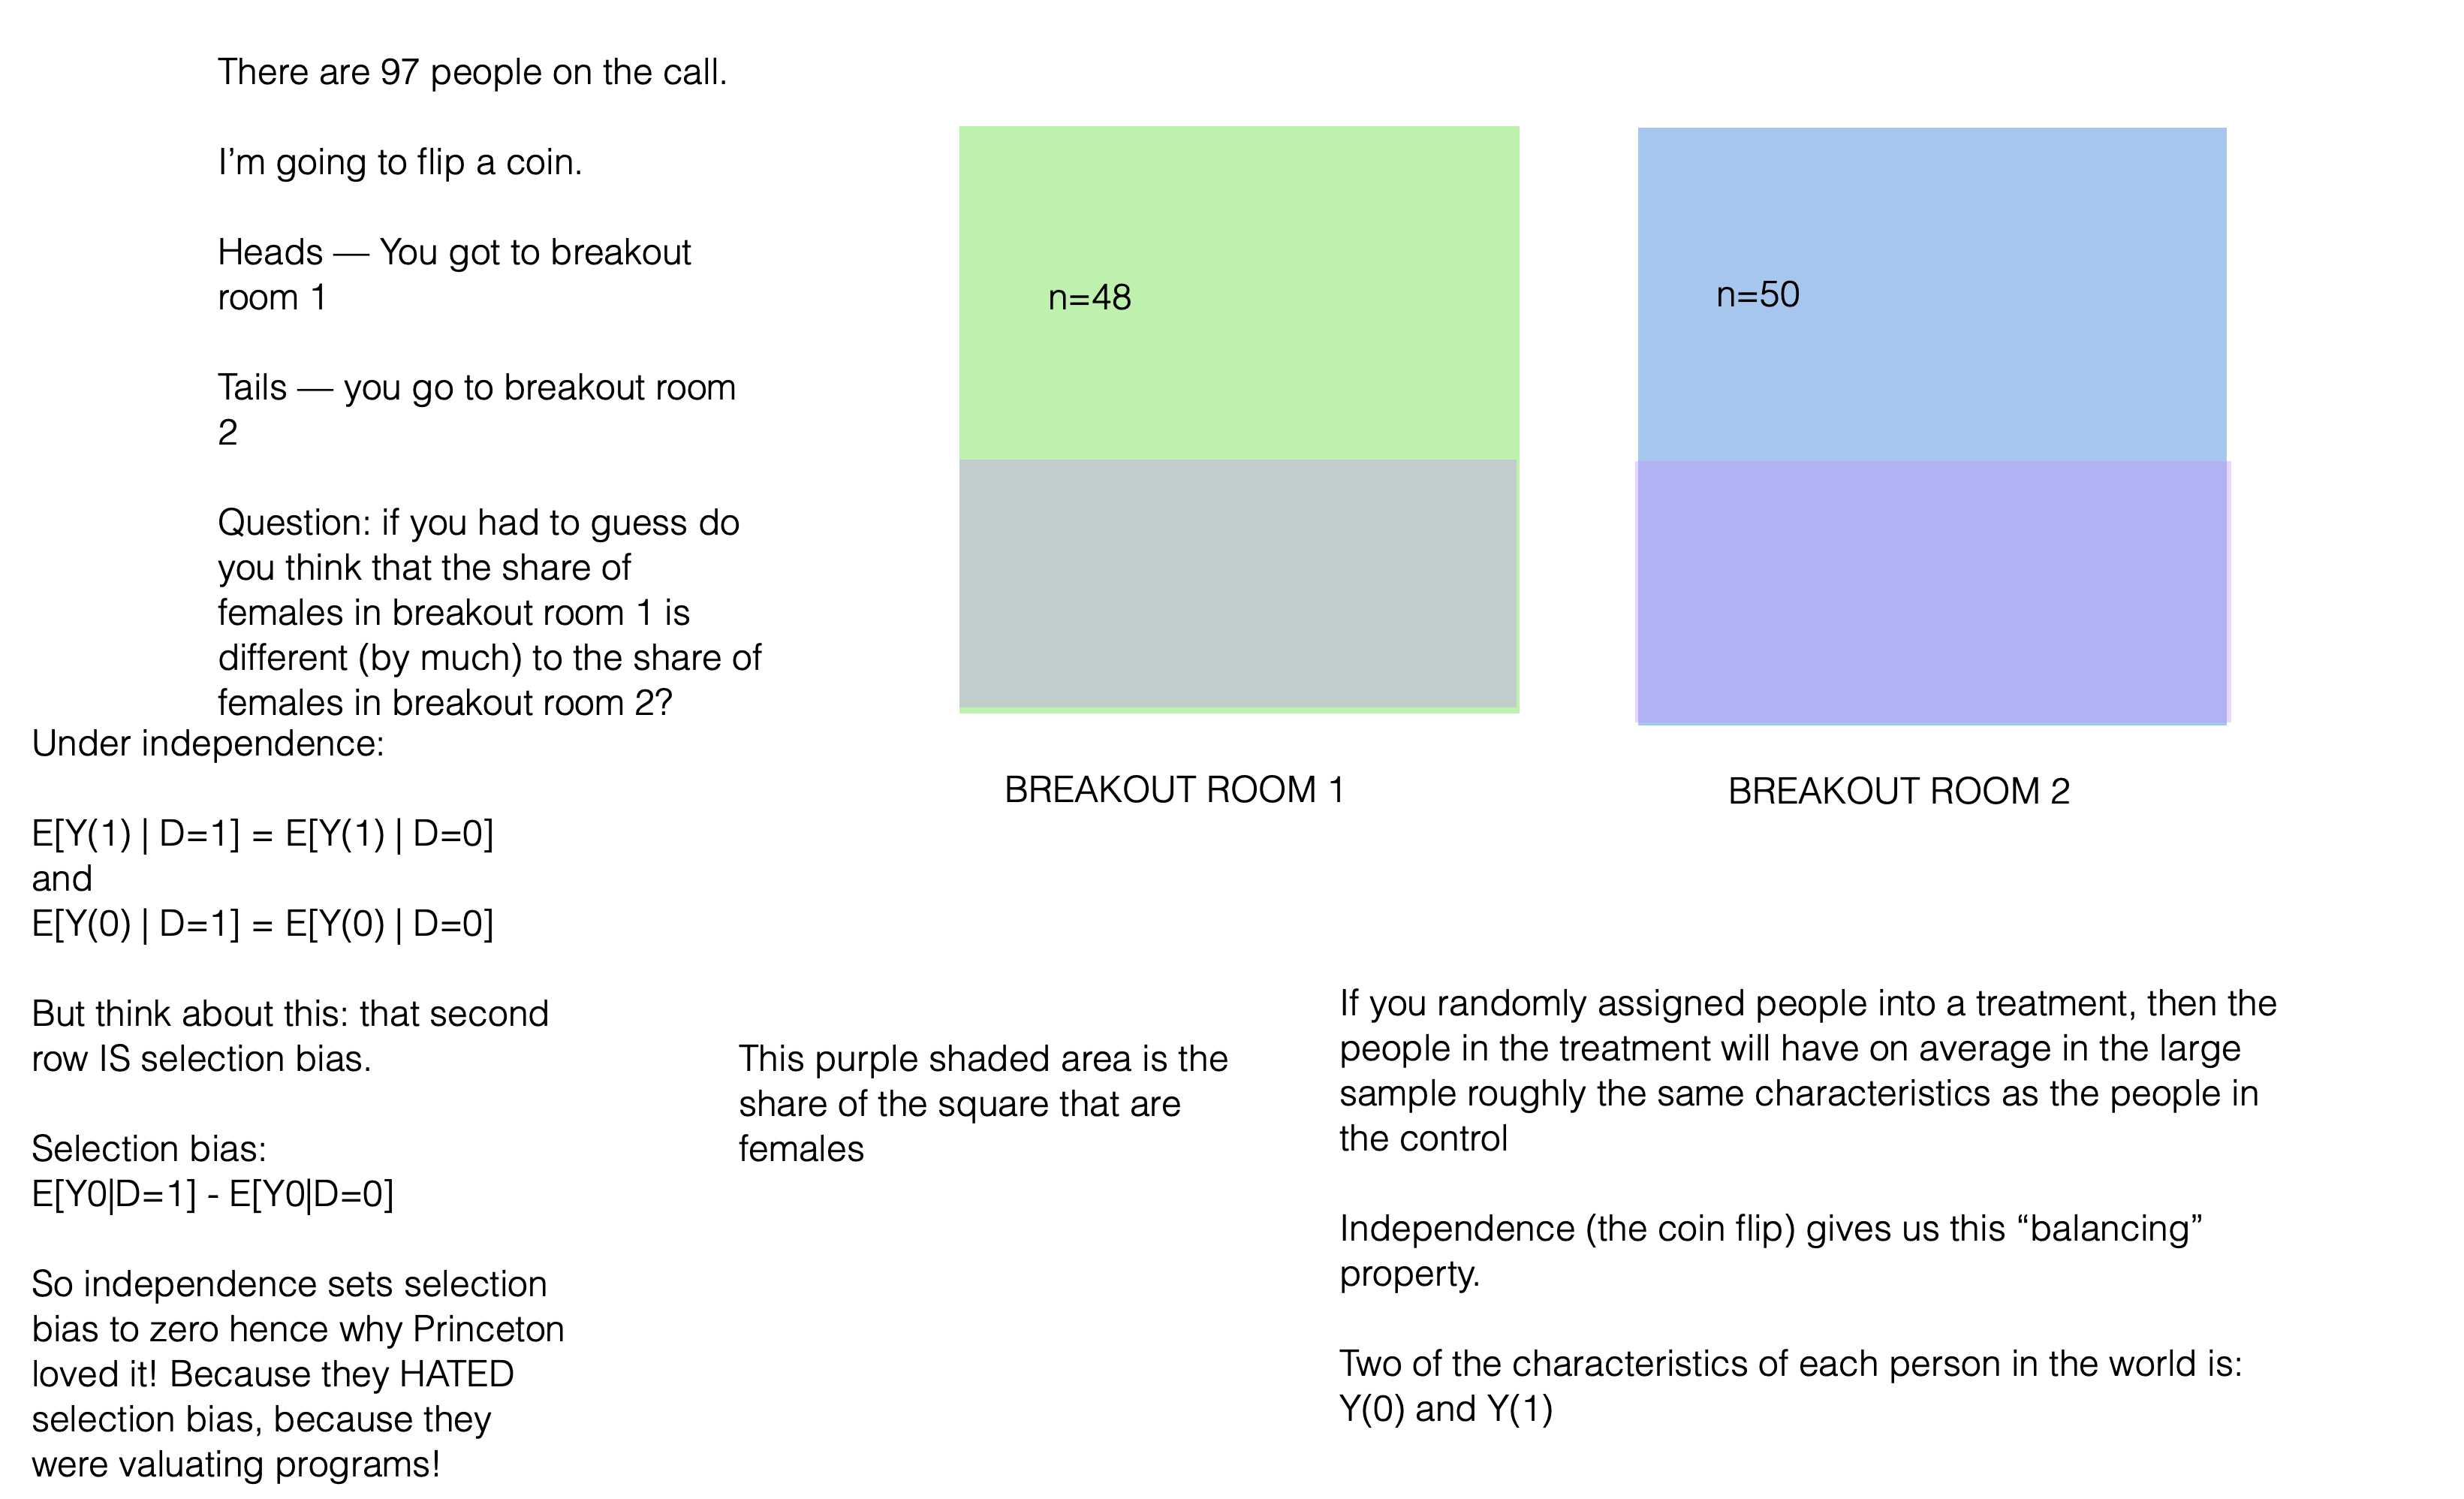 There are 97 people on the call.
I'm going to flip a coin.
Heads — You got to breakout
room 1
Tails — you go to breakout room
2
Question: if you had to guess do
you think that the share of
females in breakout room 1 is
different (by much) to the share of
females in breakout room 2?
n=48
n=50
BREAKOUT ROOM 1
BREAKOUT ROOM 2
Under independence:
E[Y(1) | D=1] = E[Y(1) | D=0]
and
E[Y(0) | D=1] = E[Y(0) | D=0]
But think about this: that second
row IS selection bias.
Selection bias:
E[Y0|D=1] - E[Y0|D=0]
So independence sets selection
bias to zero hence why Princeton
loved it! Because they HATED
selection bias, because they
were valuating programs!
This purple shaded area is the
share of the square that are
females
If you randomly assigned people into a treatment, then the
people in the treatment will have on average in the large
sample roughly the same characteristics as the people in
the control
Independence (the coin flip) gives us this “balancing”
property.
Two of the characteristics of each person in the world is:
Y(0) and Y(1)